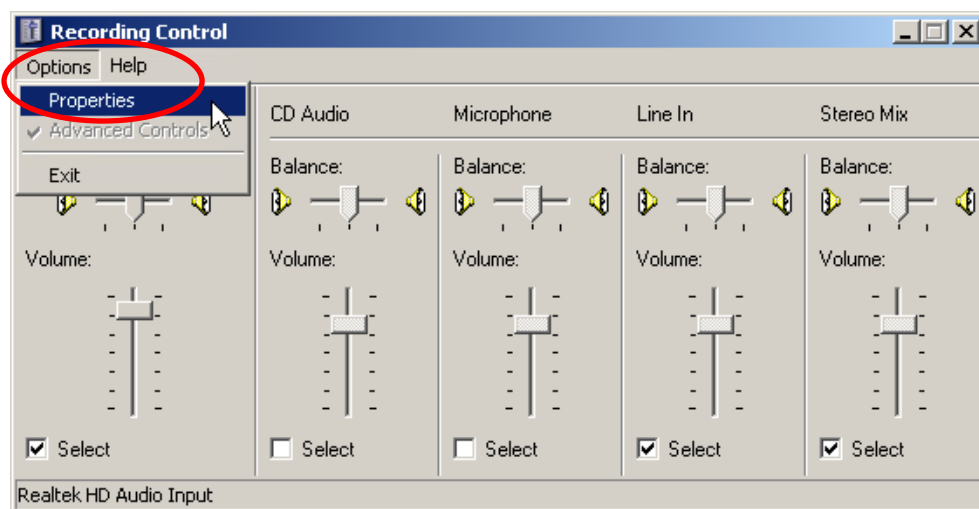 Recording Control
Options Help
Properties
Advanced Controls
Exit
CD Audio Microphone Line In Stereo Mix
Balance: Balance: Balance: Balance:
Volume: Volume: Volume: Volume: Volume:
Select Select Select Select Select
Realtek HD Audio Input